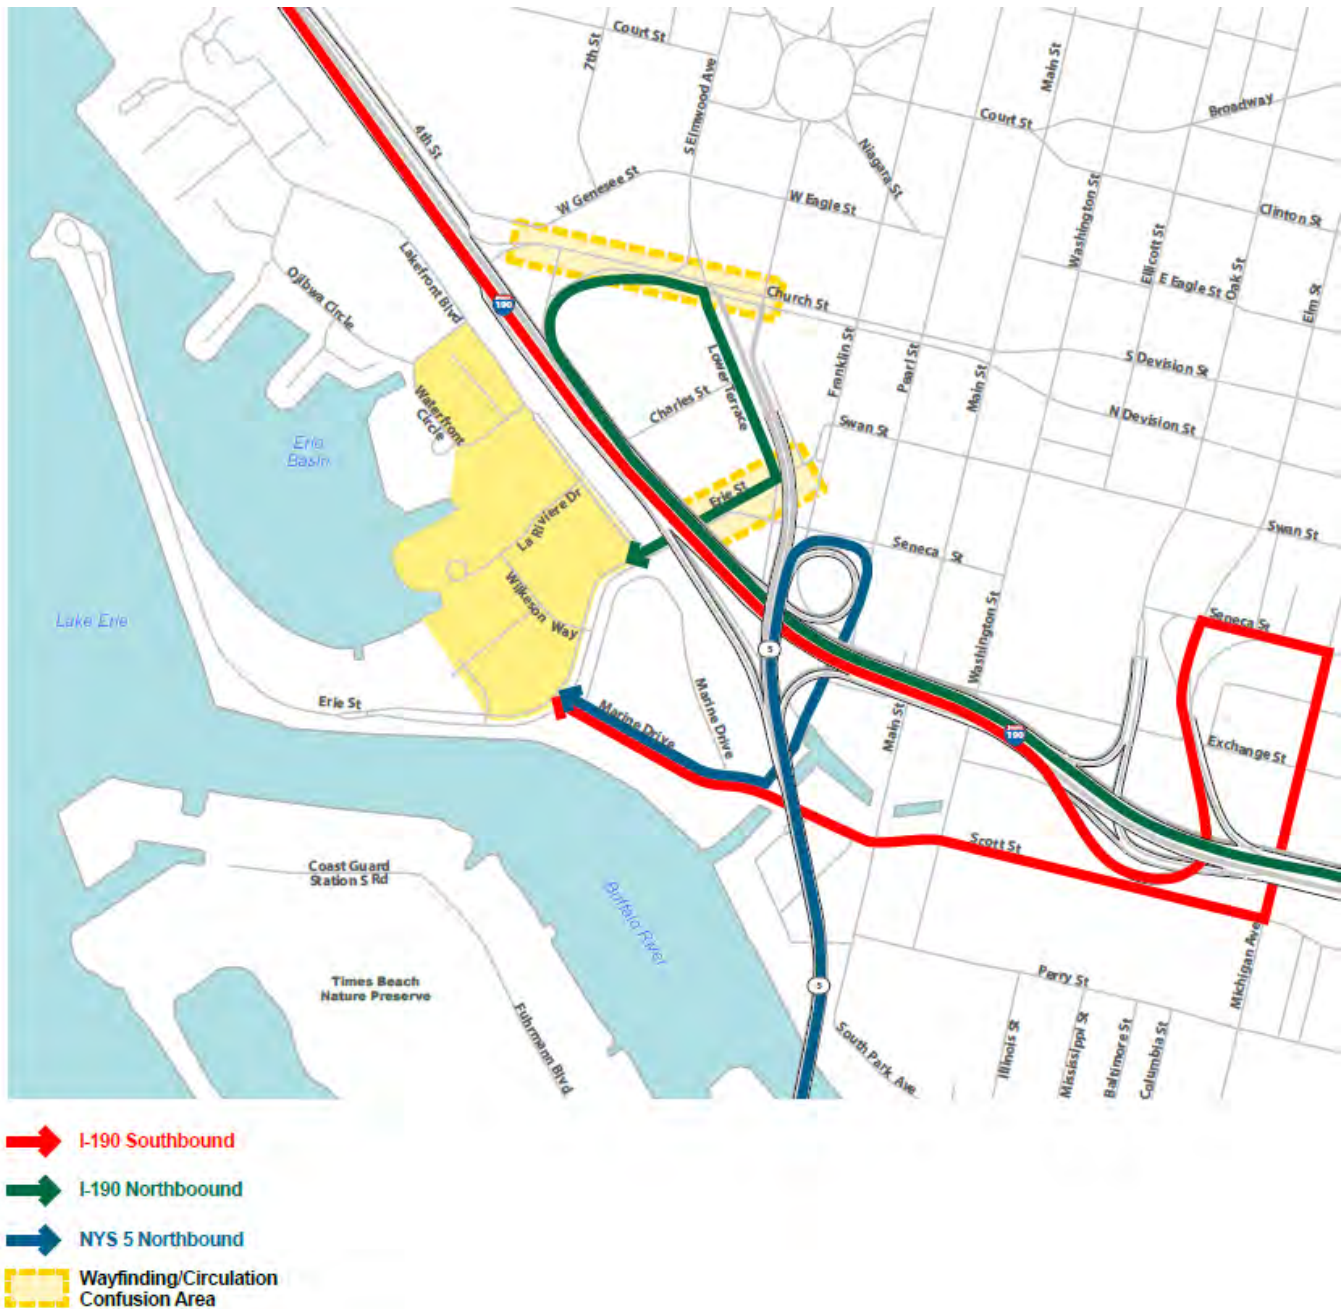 Court St
7th St
S Elmwood Ave
Main St
Broadway
Court St
4th St
Niagara St
W Genesee St
W Eagle St
Washington St
Clinton St
Ellicott St
Lakefront Blvd
Ojibwa Circle
E Eagle St
Oak St
Elm St
190
Church St
Franklin St
Pearl St
Main St
S Devision St
Lower Terrace
Charles St
Waterfront
Circle
N Devision St
Swan St
Erie
Basin
Erie St
La Riviere Dr
Swan St
Seneca St
Wilkeson Way
Lake Erie
Washington St
Seneca St
5
Erie St
Marine Drive
Marine Drive
Main St
190
Exchange St
Scott St
Coast Guard
Station S Rd
Buffalo River
Michigan Ave
Perry St
Times Beach
Nature Preserve
5
Fuhrmann Blvd
South Park Ave
Illinois St
Mississippi St
Baltimore St
Columbia St
I-190 Southbound
I-190 Northboound
NYS 5 Northbound
Wayfinding/Circulation
Confusion Area